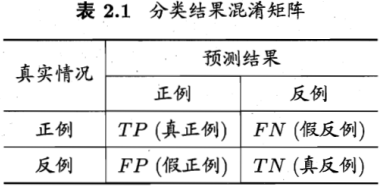 表 2.1 分类结果混淆矩阵
真实情况 预测结果
正例 反例
正例 TP (真正例) FN (假反例)
反例 FP (假正例) TN (真反例)